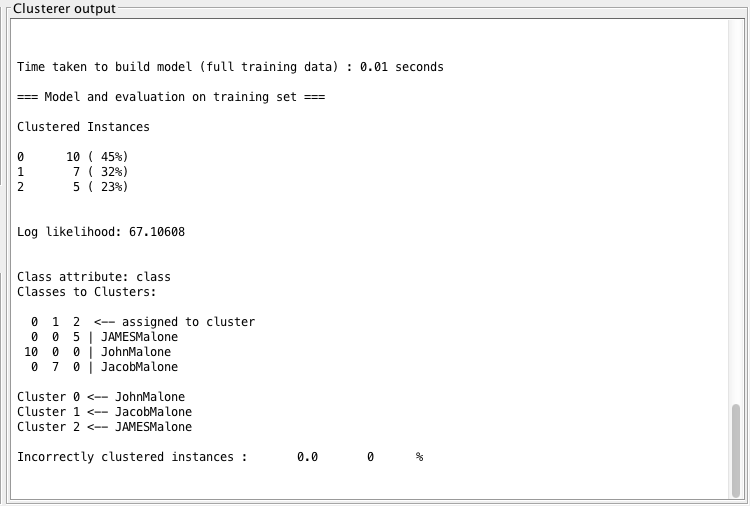 Clusterer output
Time taken to build model (full training data) : 0.01 seconds
=== Model and evaluation on training set ===
Clustered Instances
0      10 ( 45%)
1       7 ( 32%)
2       5 ( 23%)
Log likelihood: 67.10608
Class attribute: class
Classes to Clusters:
  0  1  2  <-- assigned to cluster
  0  0  5 | JAMESMalone
 10  0  0 | JohnMalone
  0  7  0 | JacobMalone
Cluster 0 <-- JohnMalone
Cluster 1 <-- JacobMalone
Cluster 2 <-- JAMESMalone
Incorrectly clustered instances :       0.0       0      %